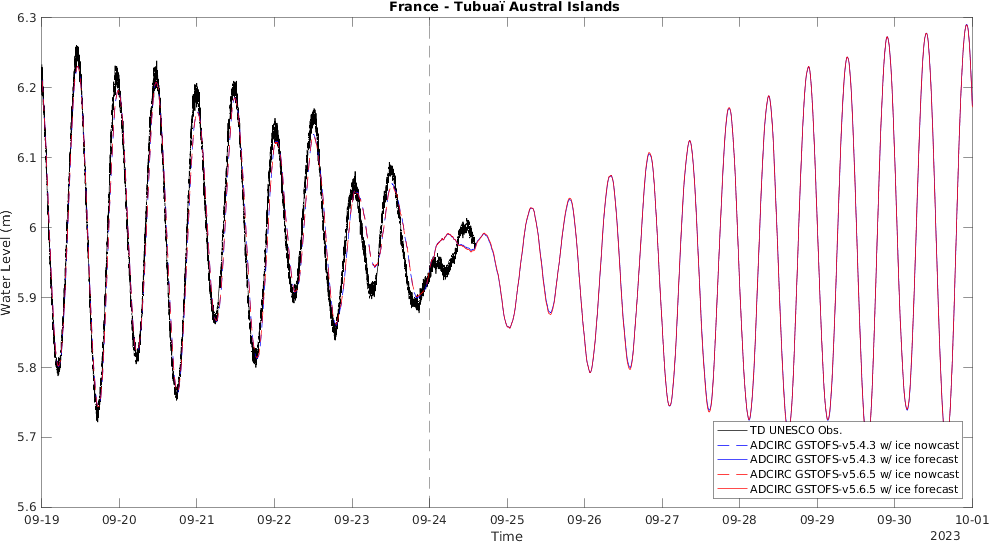 France - Tubuaï Austral Islands
6.3
6.2
6.1
6
5.9
5.8
5.7
5.6
Water Level (m)
TD UNESCO Obs.
ADCIRC GSTOFS-v5.4.3 w/ ice nowcast
ADCIRC GSTOFS-v5.4.3 w/ ice forecast
ADCIRC GSTOFS-v5.6.5 w/ ice nowcast
ADCIRC GSTOFS-v5.6.5 w/ ice forecast
09-19 09-20 09-21 09-22 09-23 09-24 09-25 09-26 09-27 09-28 09-29 09-30 10-01
Time
2023